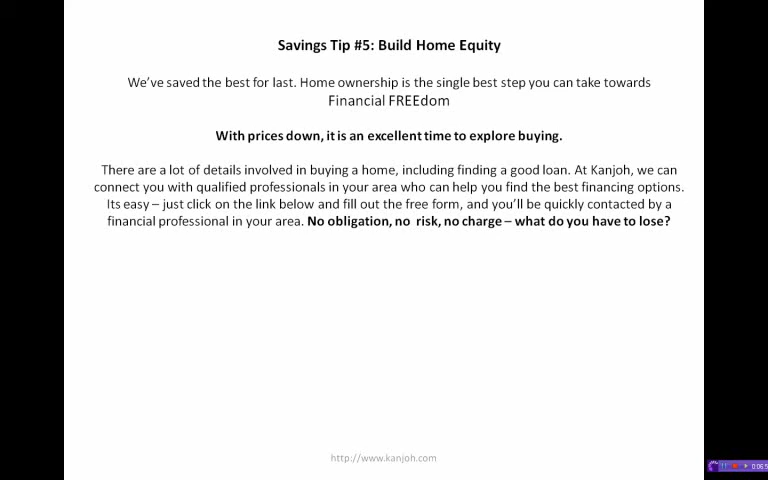 Savings Tip #5: Build Home Equity
We've saved the best for last. Home ownership is the single best step you can take towards
Financial FREEdom
With prices down, it is an excellent time to explore buying.
There are a lot of details involved in buying a home, including finding a good loan. At Kanjoh, we can
connect you with qualified professionals in your area who can help you find the best financing options.
Its easy – just click on the link below and fill out the free form, and you'll be quickly contacted by a
financial professional in your area. No obligation, no risk, no charge – what do you have to lose?
http://www.kanjoh.com